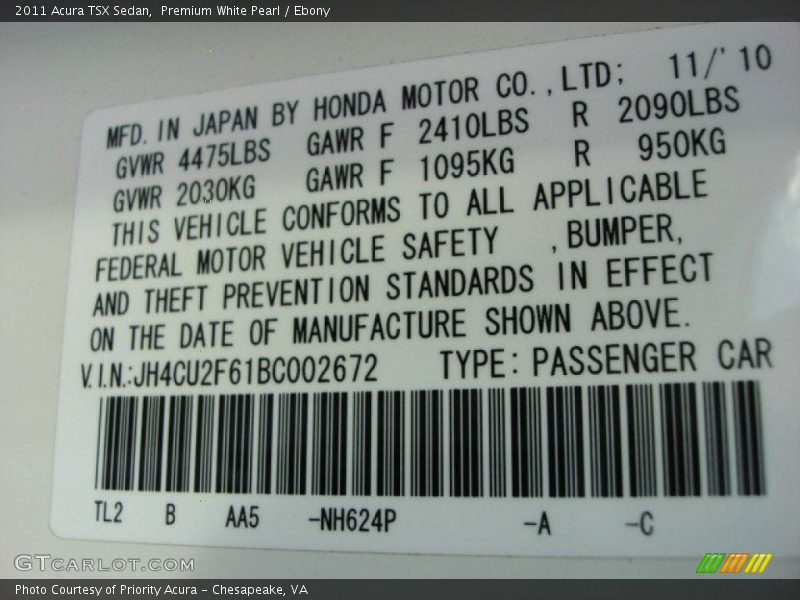 2011 Acura TSX Sedan,  Premium White Pearl / Ebony
MFD. IN JAPAN BY HONDA MOTOR CO.,LTD; 11/'10
GVWR 4475LBS GAWR F 2410LBS R 2090LBS
GVWR 2030KG GAWR F 1095KG R 950KG
THIS VEHICLE CONFORMS TO ALL APPLICABLE
FEDERAL MOTOR VEHICLE SAFETY ,BUMPER,
AND THEFT PREVENTION STANDARDS IN EFFECT
ON THE DATE OF MANUFACTURE SHOWN ABOVE.
V.I.N.:JH4CU2F61BC002672 TYPE: PASSENGER CAR
TL2 B AA5 -NH624P -A -C
GTCARLOT.COM
Photo Courtesy of Priority Acura – Chesapeake, VA